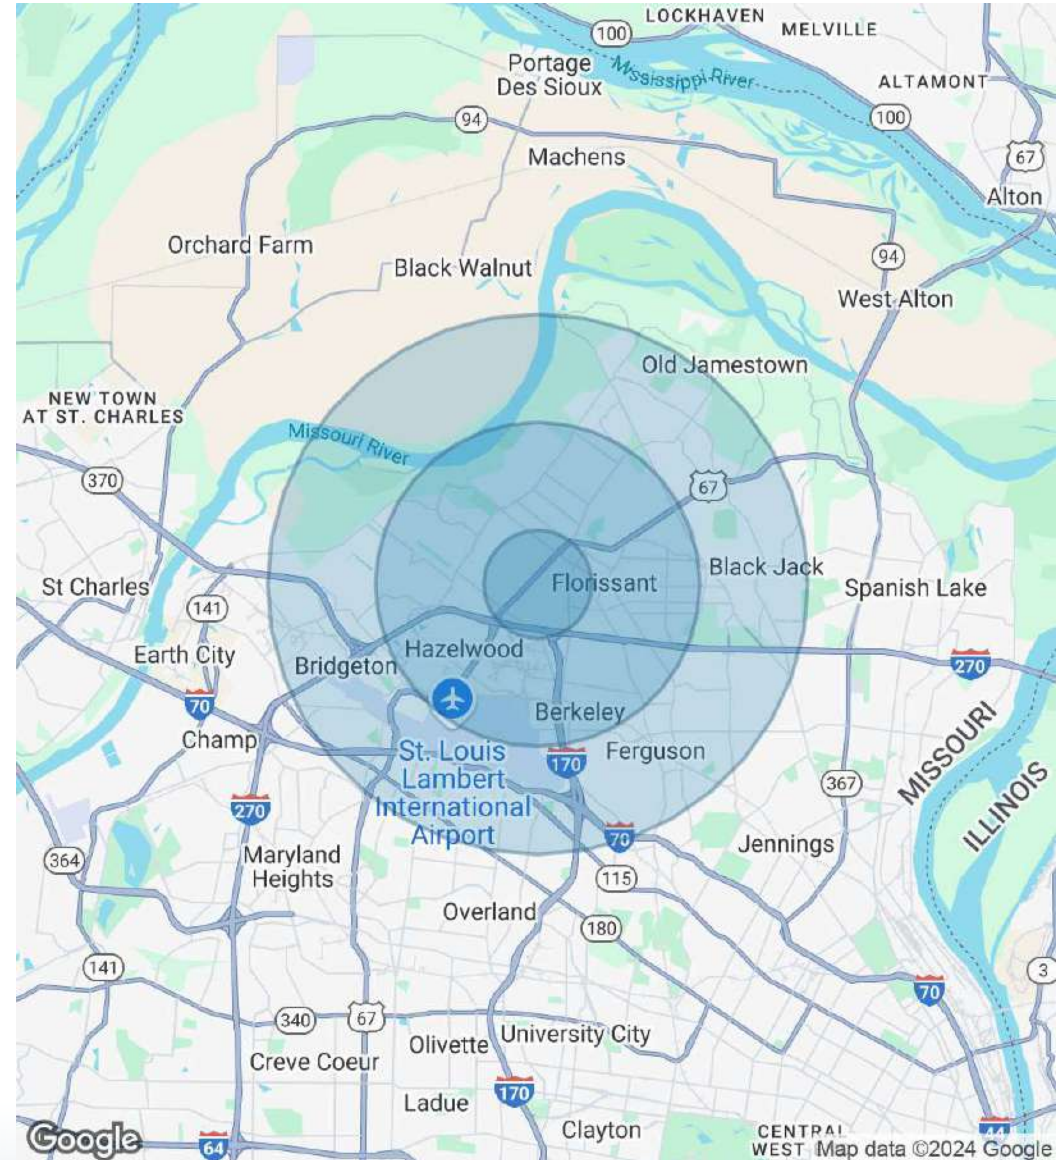 LOCKHAVEN
100
MELVILLE
Portage
Des Sioux
Mississippi River
ALTAMONT
94
100
67
Machens
Alton
Orchard Farm
94
Black Walnut
West Alton
Old Jamestown
NEW TOWN
AT ST. CHARLES
Missouri River
370
67
St Charles
Florissant
Black Jack
Spanish Lake
141
Earth City
Hazelwood
Bridgeton
270
70
Berkeley
Champ
St. Louis
Lambert
International
Airport
170
Ferguson
MISSOURI
ILLINOIS
367
270
70
Jennings
364
Maryland
Heights
115
Overland
180
141
3
70
340
67
University City
Olivette
Creve Coeur
170
Ladue
Clayton
CENTRAL
WEST
44
64
Google
Map data ©2024 Google